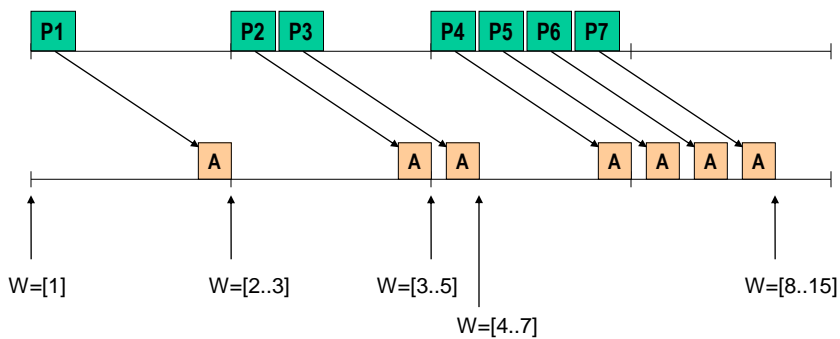 P1 P2 P3 P4 P5 P6 P7
A A A A A A A
W=[1] W=[2..3] W=[3..5] W=[8..15]
W=[4..7]